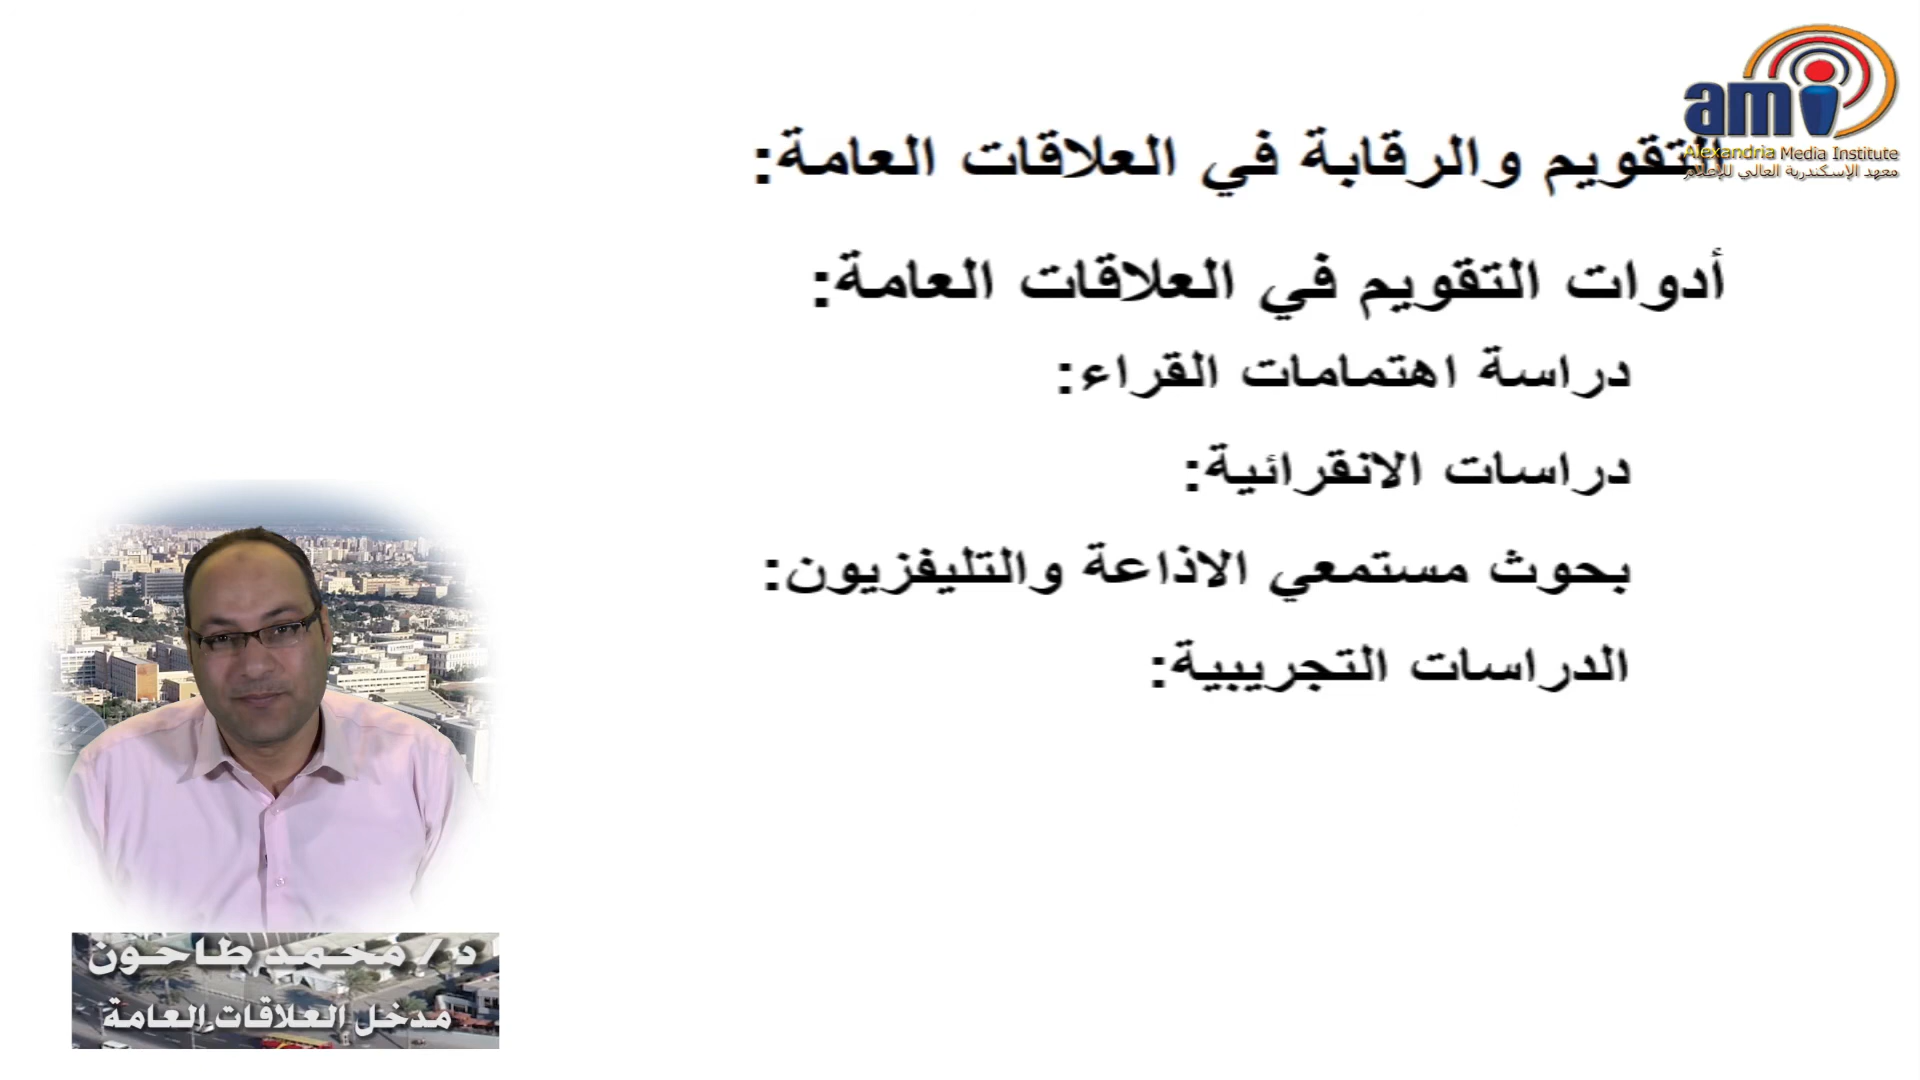 ami
Alexandria Media Institute
معهد الإسكندرية العالي للإعلام
التقويم والرقابة في العلاقات العامة:
أدوات التقويم في العلاقات العامة:
دراسة اهتمامات القراء:
دراسات الانقرائية:
بحوث مستمعي الاذاعة والتليفزيون:
الدراسات التجريبية:
د/ محمد طاحون
مدخل العلاقات العامة